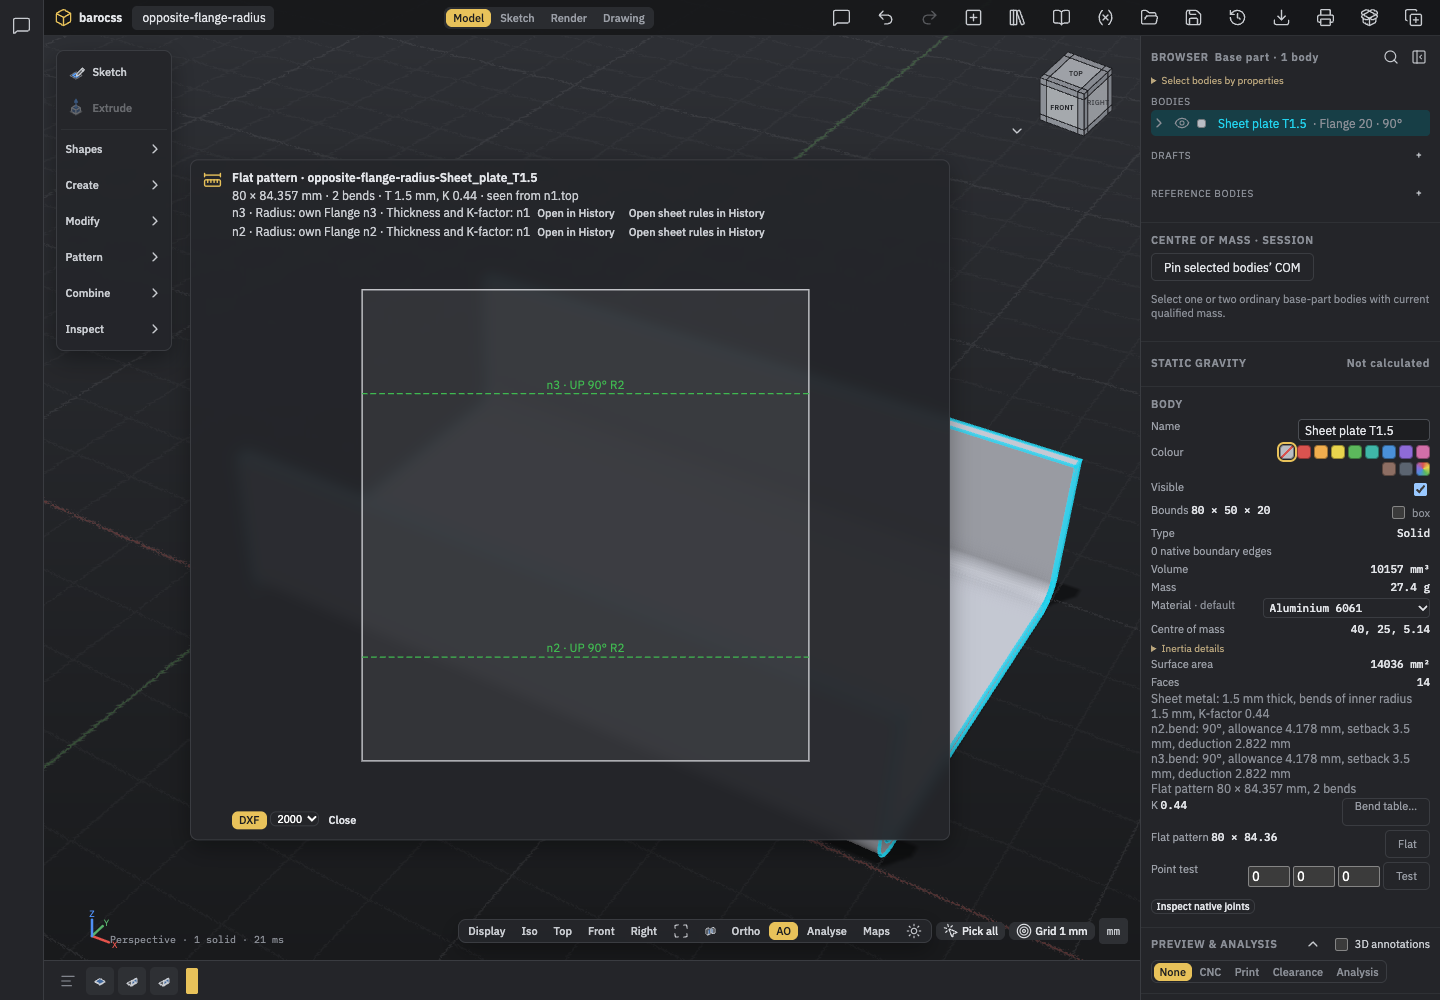 barocss
opposite-flange-radius
Model Sketch Render Drawing
Sketch
Extrude
Shapes
Create
Modify
Pattern
Combine
Inspect
TOP
FRONT
RIGHT
Flat pattern · opposite-flange-radius-Sheet_plate_T1.5
80 × 84.357 mm · 2 bends · T 1.5 mm, K 0.44 · seen from n1.top
n3 · Radius: own Flange n3 · Thickness and K-factor: n1 Open in History Open sheet rules in History
n2 · Radius: own Flange n2 · Thickness and K-factor: n1 Open in History Open sheet rules in History
n3 · UP 90° R2
n2 · UP 90° R2
DXF 2000 Close
Z
Y
X
Perspective · 1 solid · 21 ms
Display Iso Top Front Right Ortho AO Analyse Maps Pick all Grid 1 mm mm
BROWSER Base part · 1 body
Select bodies by properties
BODIES
Sheet plate T1.5 · Flange 20 · 90°
DRAFTS
REFERENCE BODIES
CENTRE OF MASS · SESSION
Pin selected bodies’ COM
Select one or two ordinary base-part bodies with current
qualified mass.
STATIC GRAVITY Not calculated
BODY
Name Sheet plate T1.5
Colour
Visible
Bounds 80 × 50 × 20 box
Type Solid
0 native boundary edges
Volume 10157 mm³
Mass 27.4 g
Material · default Aluminium 6061
Centre of mass 40, 25, 5.14
Inertia details
Surface area 14036 mm²
Faces 14
Sheet metal: 1.5 mm thick, bends of inner radius
1.5 mm, K-factor 0.44
n2.bend: 90°, allowance 4.178 mm, setback 3.5
mm, deduction 2.822 mm
n3.bend: 90°, allowance 4.178 mm, setback 3.5
mm, deduction 2.822 mm
Flat pattern 80 × 84.357 mm, 2 bends
K 0.44 Bend table…
Flat pattern 80 × 84.36 Flat
Point test 0 0 0 Test
Inspect native joints
PREVIEW & ANALYSIS 3D annotations
None CNC Print Clearance Analysis